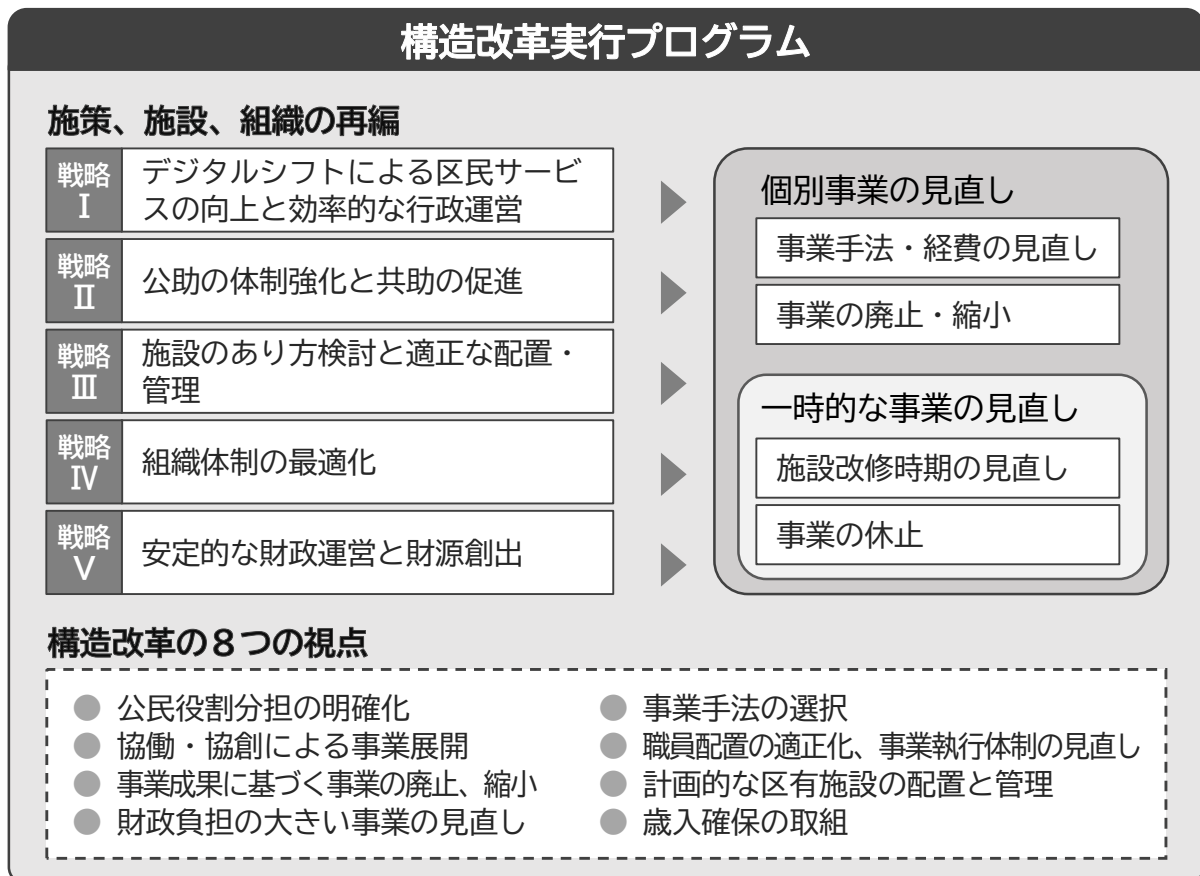 構造改革実行プログラム
施策、施設、組織の再編
戦略
Ⅰ
デジタルシフトによる区民サービ
スの向上と効率的な行政運営
戦略
Ⅱ
公助の体制強化と共助の促進
戦略
Ⅲ
施設のあり方検討と適正な配置・
管理
戦略
Ⅳ
組織体制の最適化
戦略
Ⅴ
安定的な財政運営と財源創出
個別事業の見直し
事業手法・経費の見直し
事業の廃止・縮小
一時的な事業の見直し
施設改修時期の見直し
事業の休止
構造改革の８つの視点
● 公民役割分担の明確化
● 協働・協創による事業展開
● 事業成果に基づく事業の廃止、縮小
● 財政負担の大きい事業の見直し
● 事業手法の選択
● 職員配置の適正化、事業執行体制の見直し
● 計画的な区有施設の配置と管理
● 歳入確保の取組